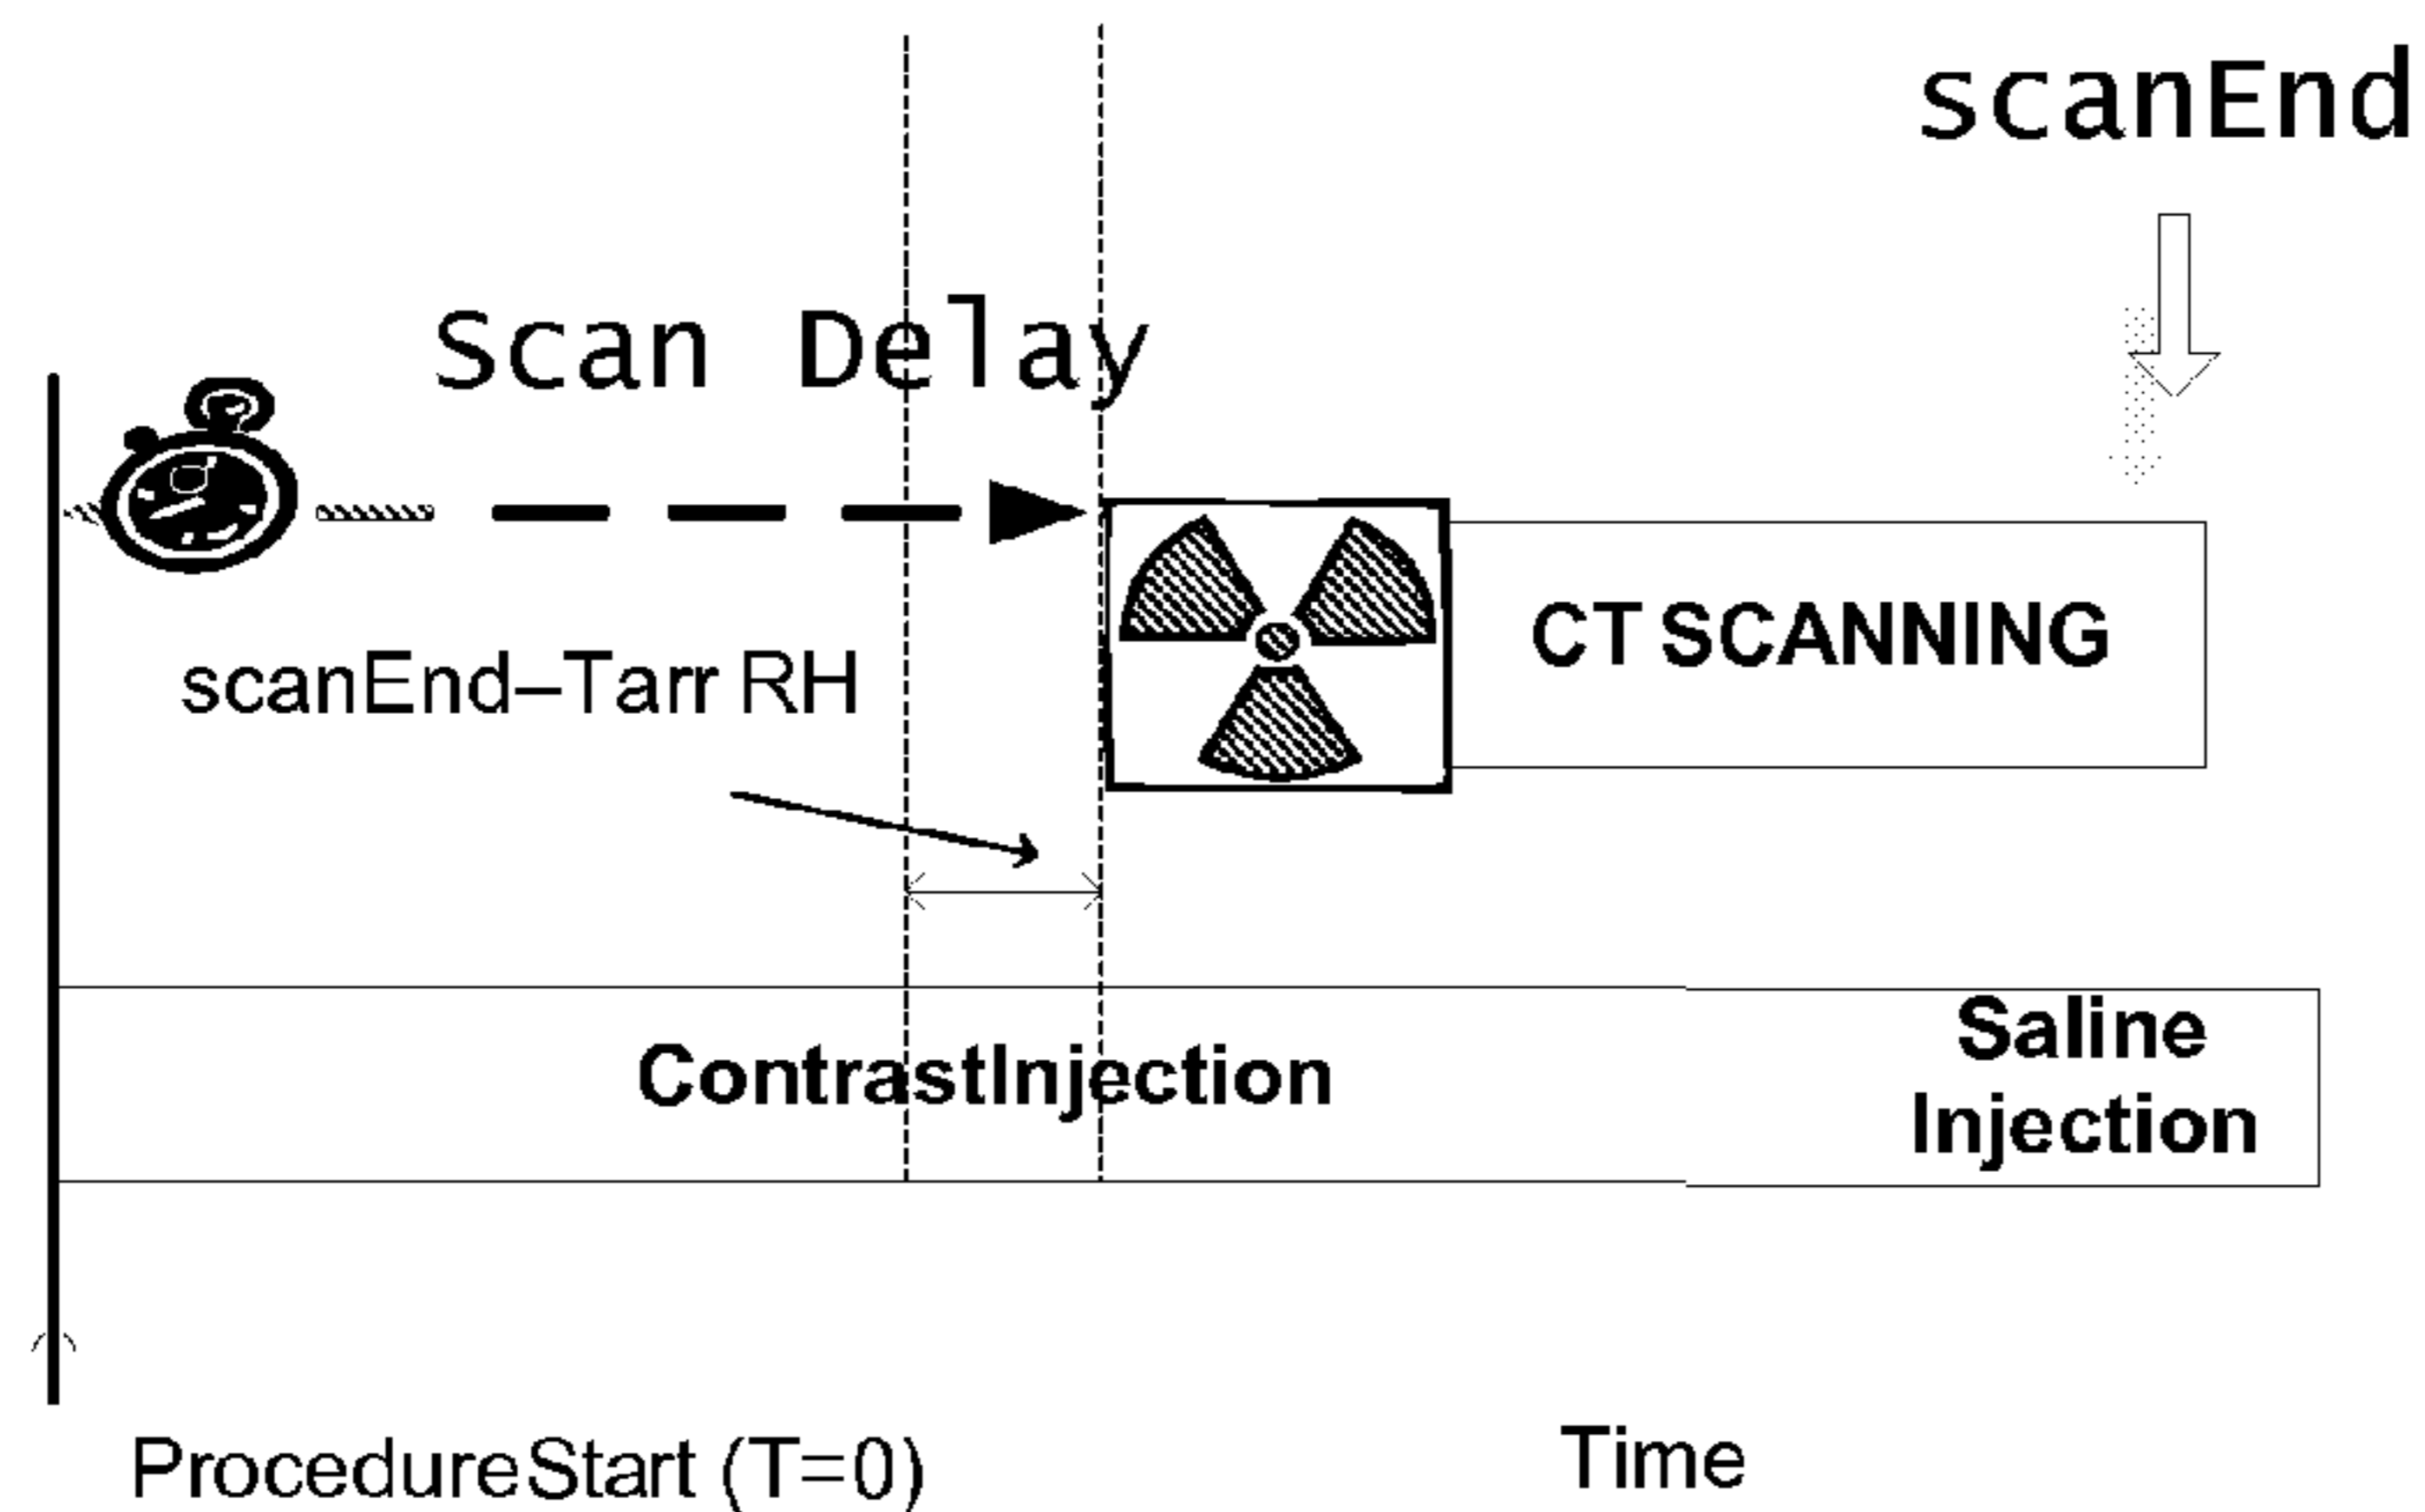 scanEnd
Scan Delay
CT SCANNING
scanEnd–Tarr RH
ContrastInjection
Saline
Injection
ProcedureStart (T=0)
Time